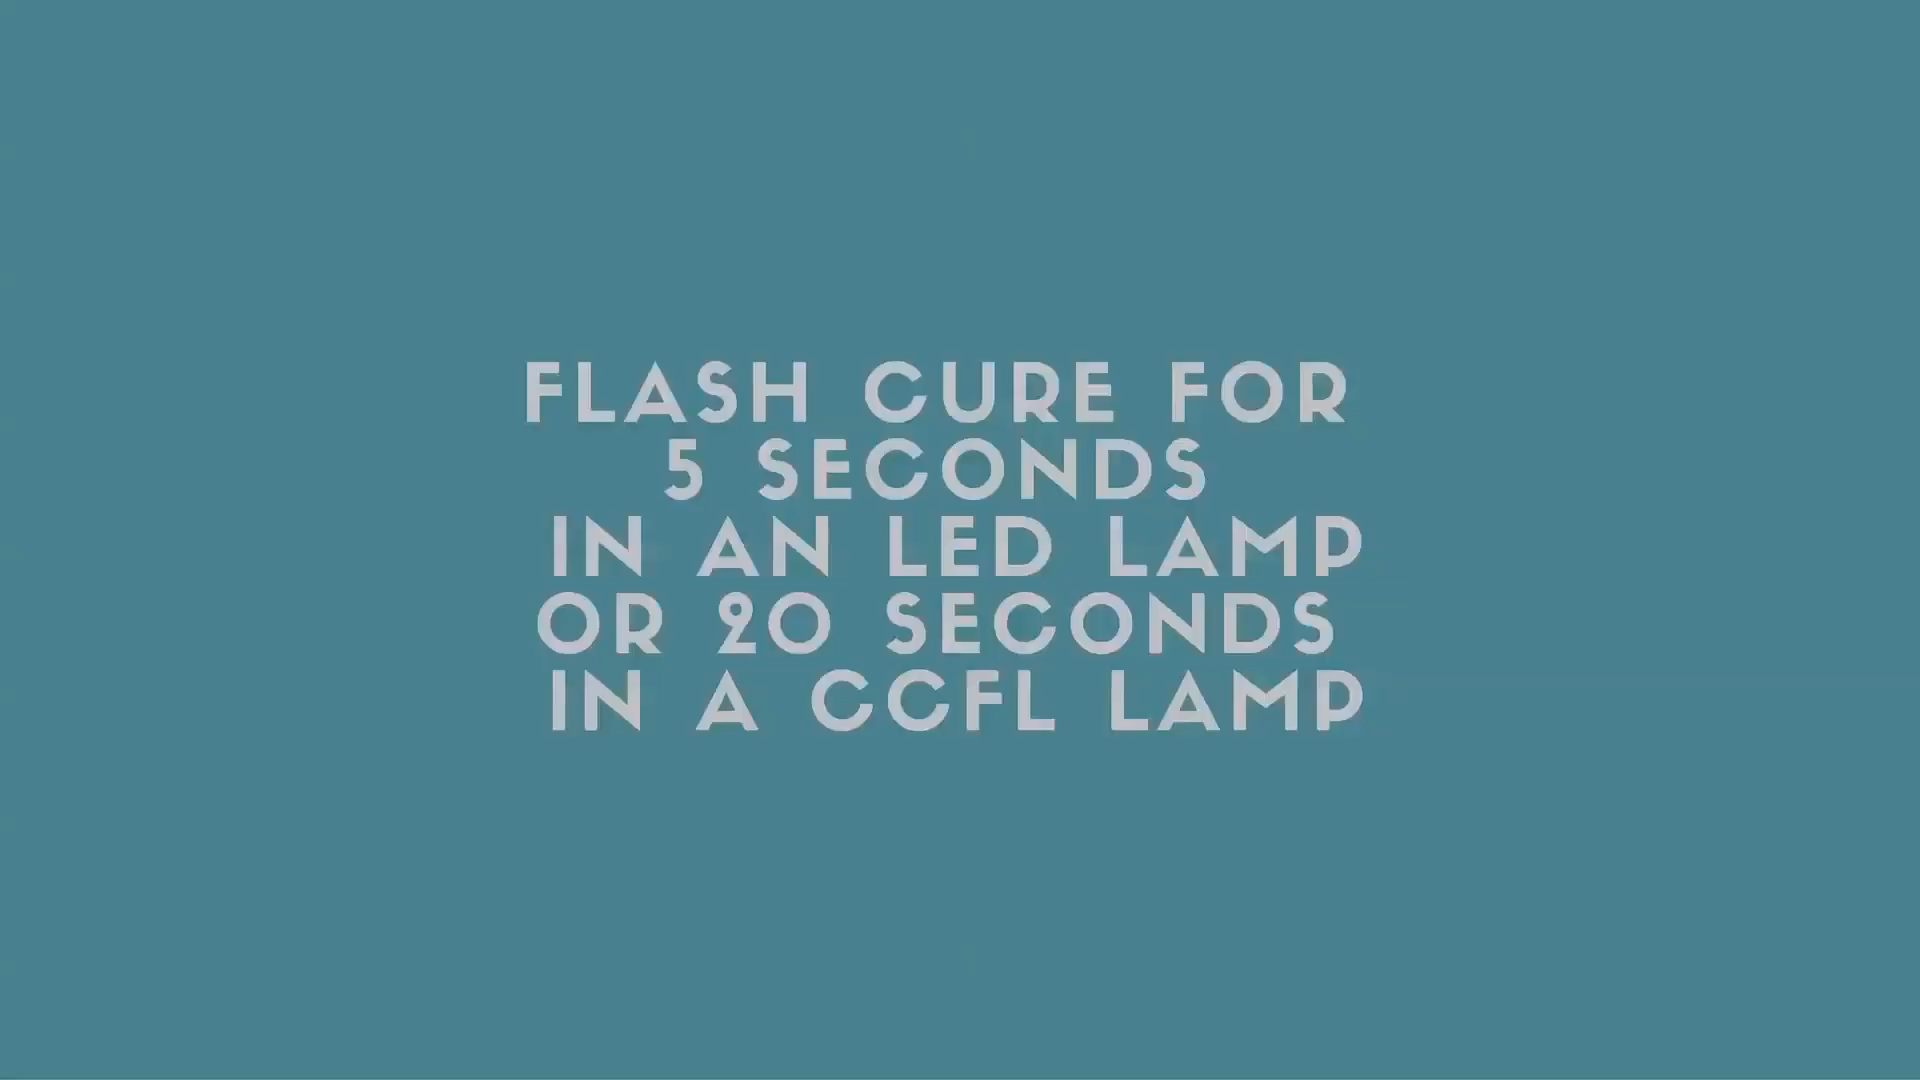 FLASH CURE FOR
5 SECONDS
IN AN LED LAMP
OR 20 SECONDS
IN A CCFL LAMP